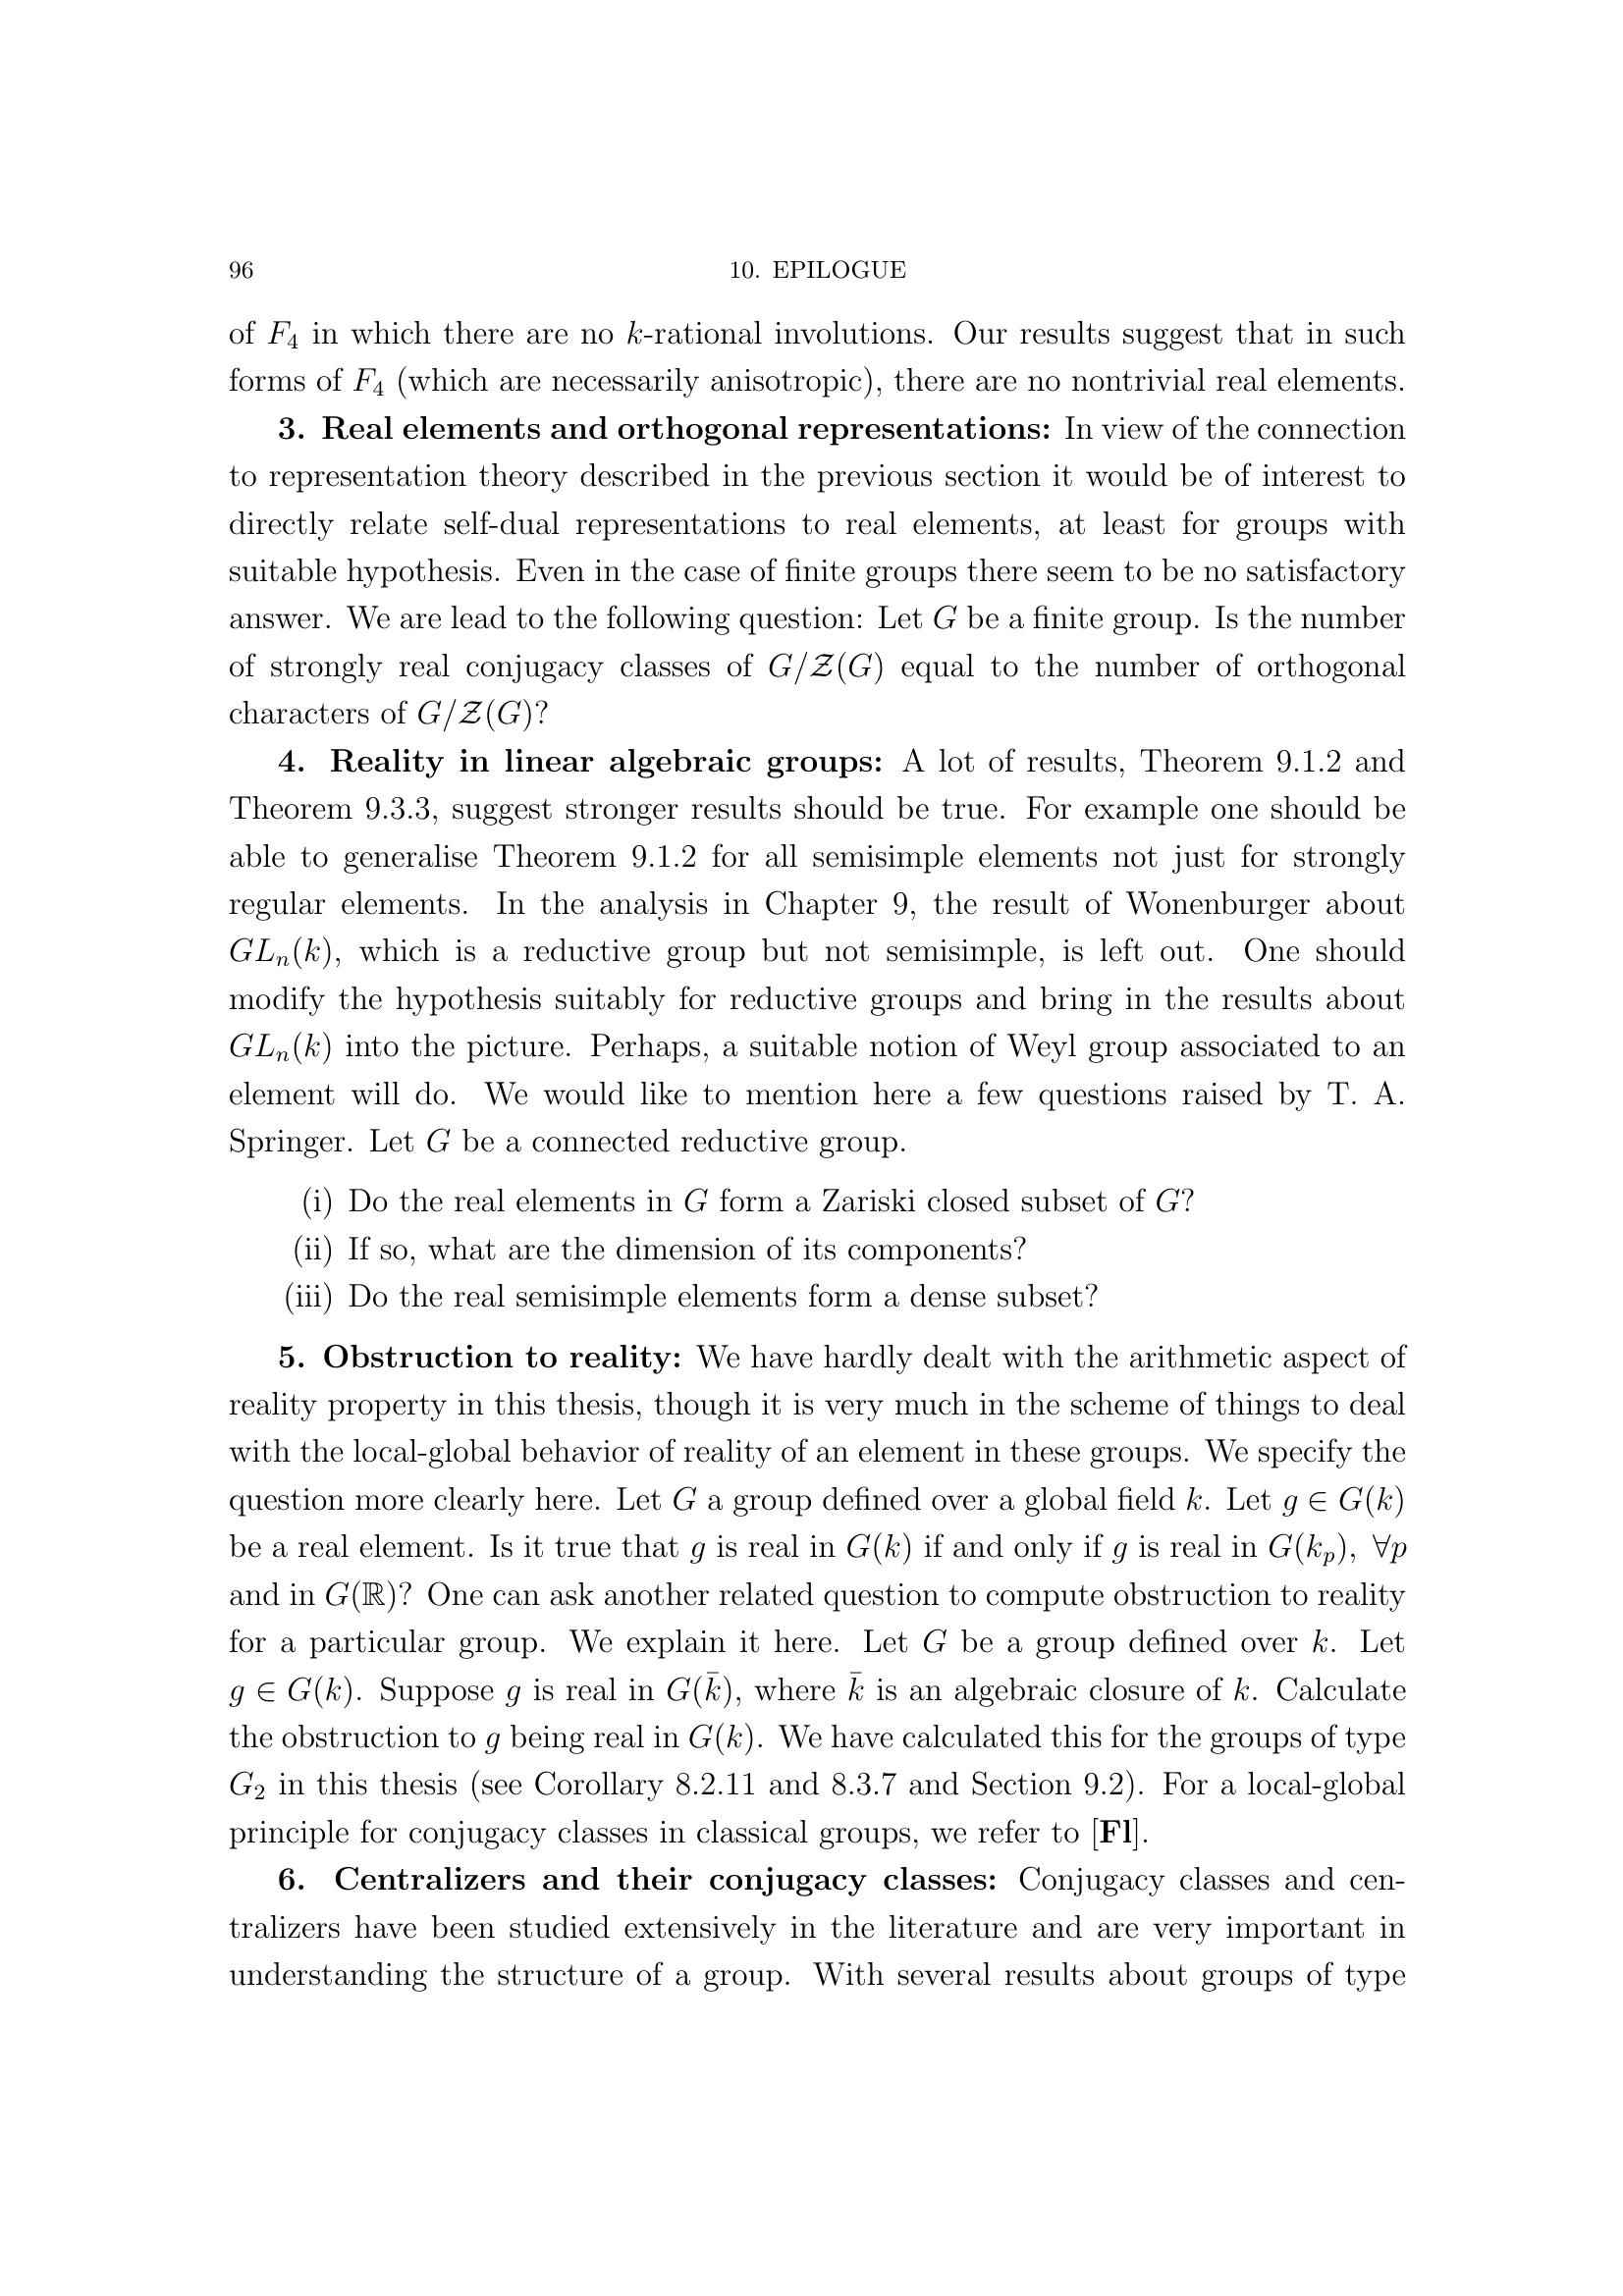 96 10. EPILOGUE
of F₄ in which there are no k-rational involutions. Our results suggest that in such
forms of F₄ (which are necessarily anisotropic), there are no nontrivial real elements.
3. Real elements and orthogonal representations: In view of the connection
to representation theory described in the previous section it would be of interest to
directly relate self-dual representations to real elements, at least for groups with
suitable hypothesis. Even in the case of finite groups there seem to be no satisfactory
answer. We are lead to the following question: Let G be a finite group. Is the number
of strongly real conjugacy classes of G/𝒵(G) equal to the number of orthogonal
characters of G/𝒵(G)?
4. Reality in linear algebraic groups: A lot of results, Theorem 9.1.2 and
Theorem 9.3.3, suggest stronger results should be true. For example one should be
able to generalise Theorem 9.1.2 for all semisimple elements not just for strongly
regular elements. In the analysis in Chapter 9, the result of Wonenburger about
GLₙ(k), which is a reductive group but not semisimple, is left out. One should
modify the hypothesis suitably for reductive groups and bring in the results about
GLₙ(k) into the picture. Perhaps, a suitable notion of Weyl group associated to an
element will do. We would like to mention here a few questions raised by T. A.
Springer. Let G be a connected reductive group.
(i) Do the real elements in G form a Zariski closed subset of G?
(ii) If so, what are the dimension of its components?
(iii) Do the real semisimple elements form a dense subset?
5. Obstruction to reality: We have hardly dealt with the arithmetic aspect of
reality property in this thesis, though it is very much in the scheme of things to deal
with the local-global behavior of reality of an element in these groups. We specify the
question more clearly here. Let G a group defined over a global field k. Let g ∈ G(k)
be a real element. Is it true that g is real in G(k) if and only if g is real in G(kₚ), ∀p
and in G(ℝ)? One can ask another related question to compute obstruction to reality
for a particular group. We explain it here. Let G be a group defined over k. Let
g ∈ G(k). Suppose g is real in G(k̄), where k̄ is an algebraic closure of k. Calculate
the obstruction to g being real in G(k). We have calculated this for the groups of type
G₂ in this thesis (see Corollary 8.2.11 and 8.3.7 and Section 9.2). For a local-global
principle for conjugacy classes in classical groups, we refer to [Fl].
6. Centralizers and their conjugacy classes: Conjugacy classes and cen-
tralizers have been studied extensively in the literature and are very important in
understanding the structure of a group. With several results about groups of type